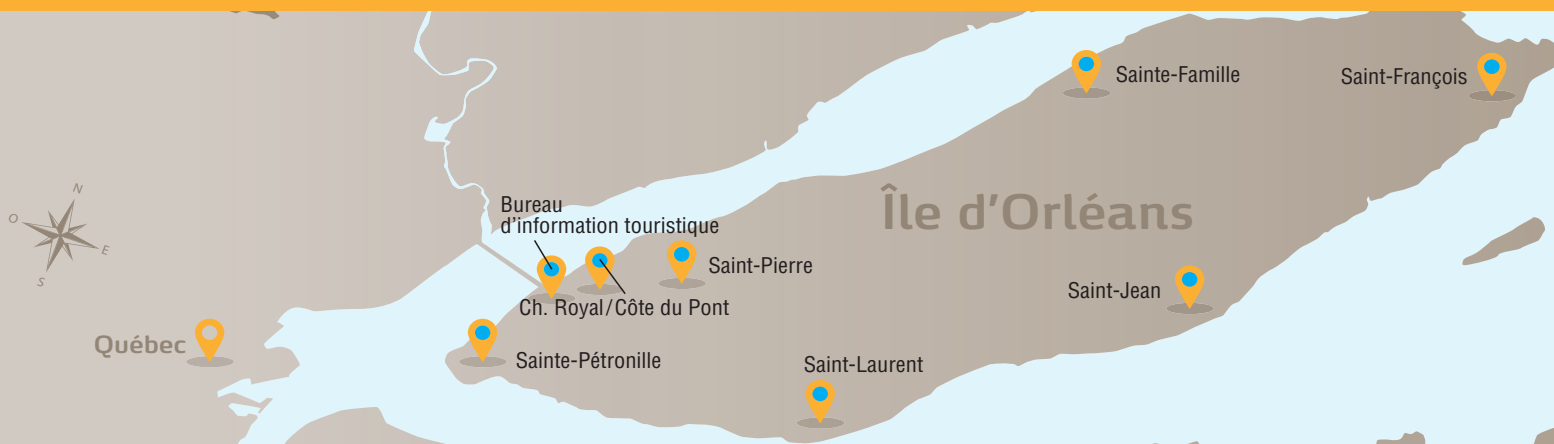 Sainte-Famille
Saint-François
N
O
E
S
Bureau
d'information touristique
Île d'Orléans
Saint-Pierre
Saint-Jean
Ch. Royal/Côte du Pont
Québec
Sainte-Pétronille
Saint-Laurent